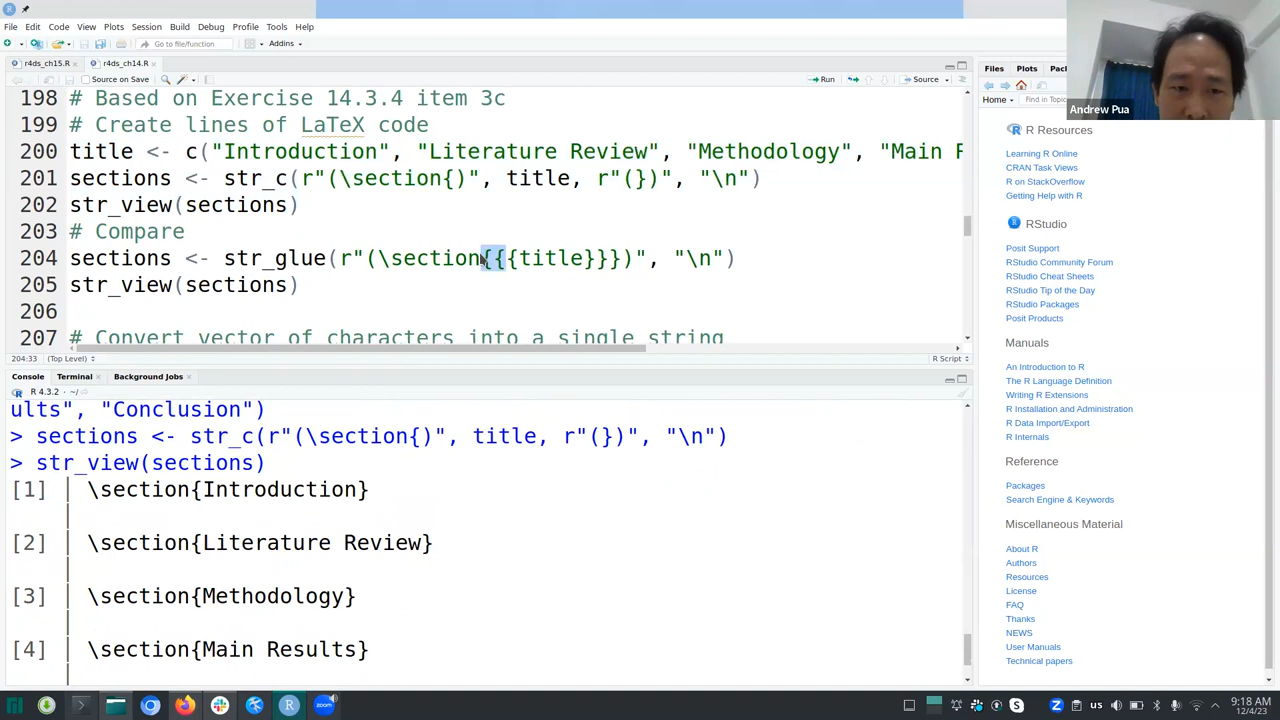 File Edit Code View Plots Session Build Debug Profile Tools Help
Go to file/function
Addins
r4ds_ch15.R
r4ds_ch14.R
Source on Save
Run
Source
198 # Based on Exercise 14.3.4 item 3c
199 # Create lines of LaTeX code
200 title <- c("Introduction", "Literature Review", "Methodology", "Main R
201 sections <- str_c(r"(\section{)", title, r"(})", "\n")
202 str_view(sections)
203 # Compare
204 sections <- str_glue(r"(\section{{{title}}})", "\n")
205 str_view(sections)
206
207 # Convert vector of characters into a single string
204:33 (Top Level)
R Script
Console Terminal Background Jobs
R 4.3.2 · ~/
ults", "Conclusion")
> sections <- str_c(r"(\section{)", title, r"(})", "\n")
> str_view(sections)
[1] │ \section{Introduction}
│
[2] │ \section{Literature Review}
│
[3] │ \section{Methodology}
│
[4] │ \section{Main Results}
│
Andrew Pua
Files Plots Pac
Home
Find in Topic
R Resources
Learning R Online
CRAN Task Views
R on StackOverflow
Getting Help with R
RStudio
Posit Support
RStudio Community Forum
RStudio Cheat Sheets
RStudio Tip of the Day
RStudio Packages
Posit Products
Manuals
An Introduction to R
The R Language Definition
Writing R Extensions
R Installation and Administration
R Data Import/Export
R Internals
Reference
Packages
Search Engine & Keywords
Miscellaneous Material
About R
Authors
Resources
License
FAQ
Thanks
NEWS
User Manuals
Technical papers
us
9:18 AM
12/4/23